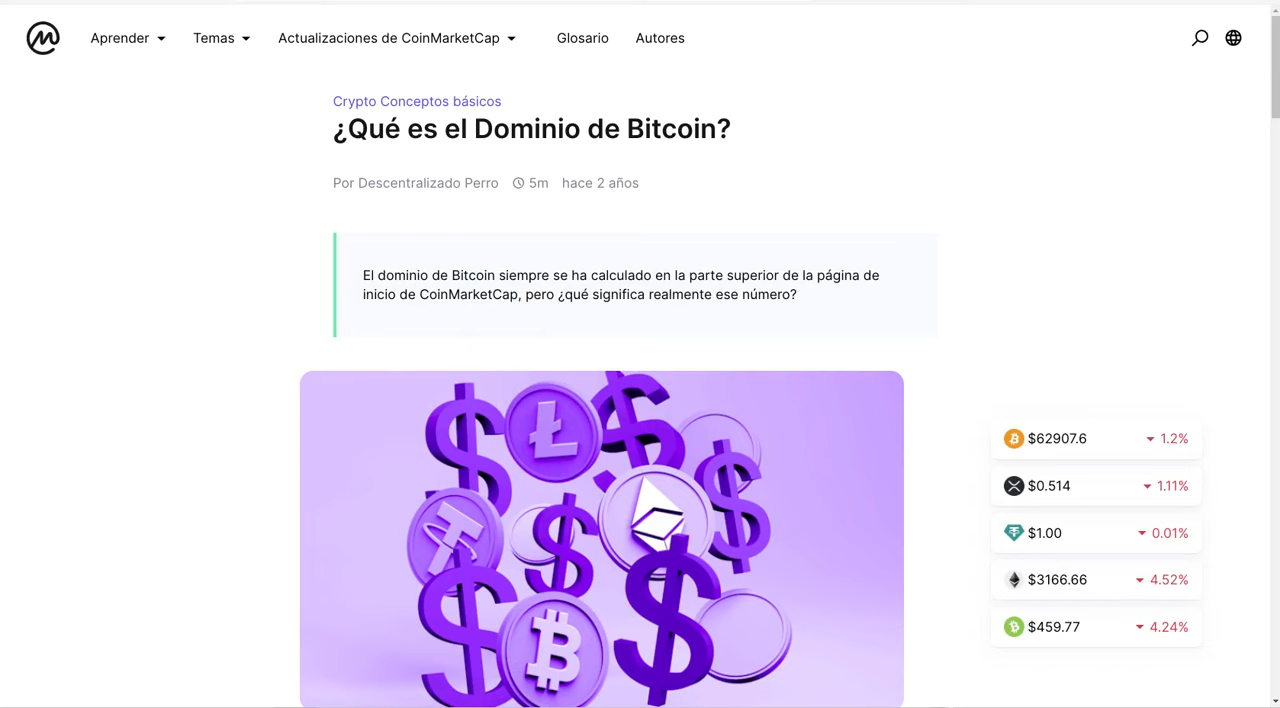 Aprender
Temas
Actualizaciones de CoinMarketCap
Glosario
Autores
Crypto Conceptos básicos
¿Qué es el Dominio de Bitcoin?
Por Descentralizado Perro
5m
hace 2 años
El dominio de Bitcoin siempre se ha calculado en la parte superior de la página de
inicio de CoinMarketCap, pero ¿qué significa realmente ese número?
$62907.6
1.2%
$0.514
1.11%
$1.00
0.01%
$3166.66
4.52%
$459.77
4.24%